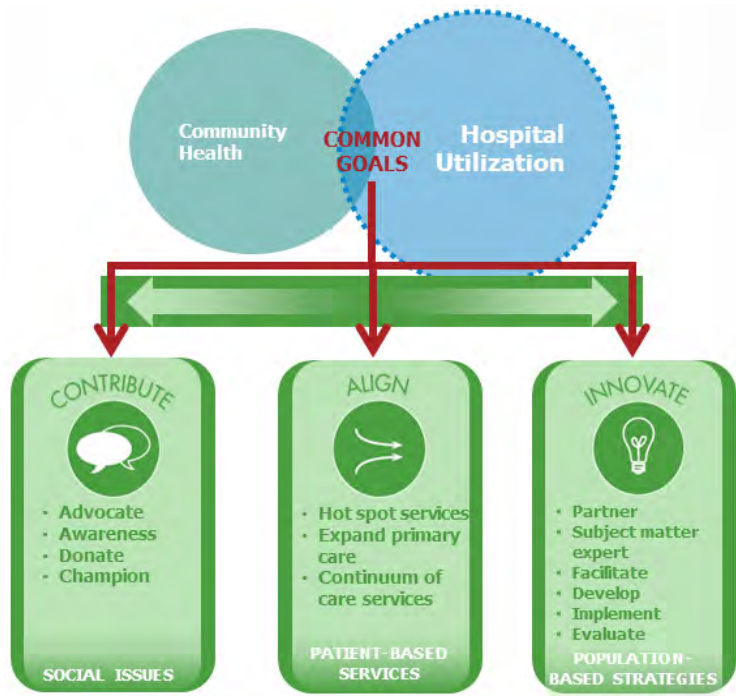 Community
Health
COMMON
GOALS
Hospital
Utilization
CONTRIBUTE
• Advocate
• Awareness
• Donate
• Champion
SOCIAL ISSUES
ALIGN
• Hot spot services
• Expand primary
care
• Continuum of
care services
PATIENT-BASED
SERVICES
INNOVATE
• Partner
• Subject matter
expert
• Facilitate
• Develop
• Implement
• Evaluate
POPULATION-
BASED STRATEGIES